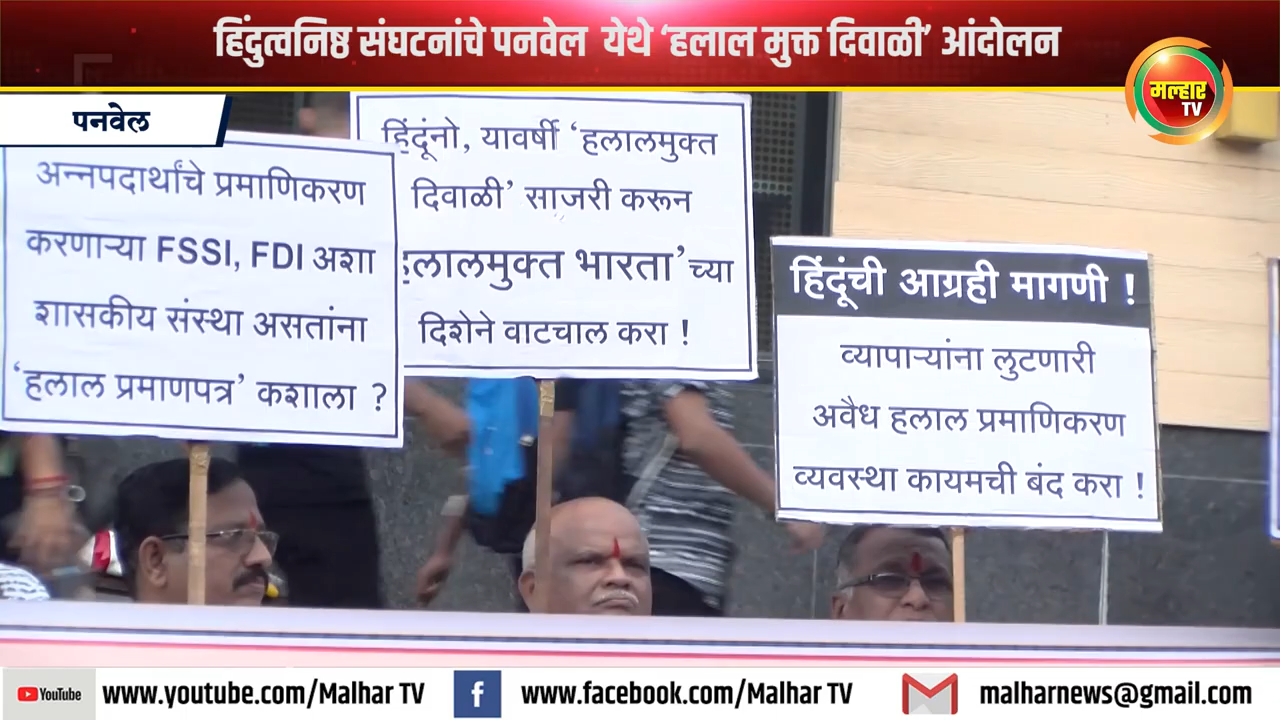 हिंदुत्वनिष्ठ संघटनांचे पनवेल येथे ‘हलाल मुक्त दिवाळी’ आंदोलन
मल्हार
TV
पनवेल
अन्नपदार्थांचे प्रमाणिकरण
करणाऱ्या FSSI, FDI अशा
शासकीय संस्था असतांना
‘हलाल प्रमाणपत्र’ कशाला ?
हिंदूंनो, यावर्षी ‘हलालमुक्त
दिवाळी’ साजरी करून
हलालमुक्त भारता’च्या
दिशेने वाटचाल करा !
हिंदूंची आग्रही मागणी !
व्यापाऱ्यांना लुटणारी
अवैध हलाल प्रमाणिकरण
व्यवस्था कायमची बंद करा !
YouTube
www.youtube.com/Malhar TV
f
www.facebook.com/Malhar TV
malharnews@gmail.com